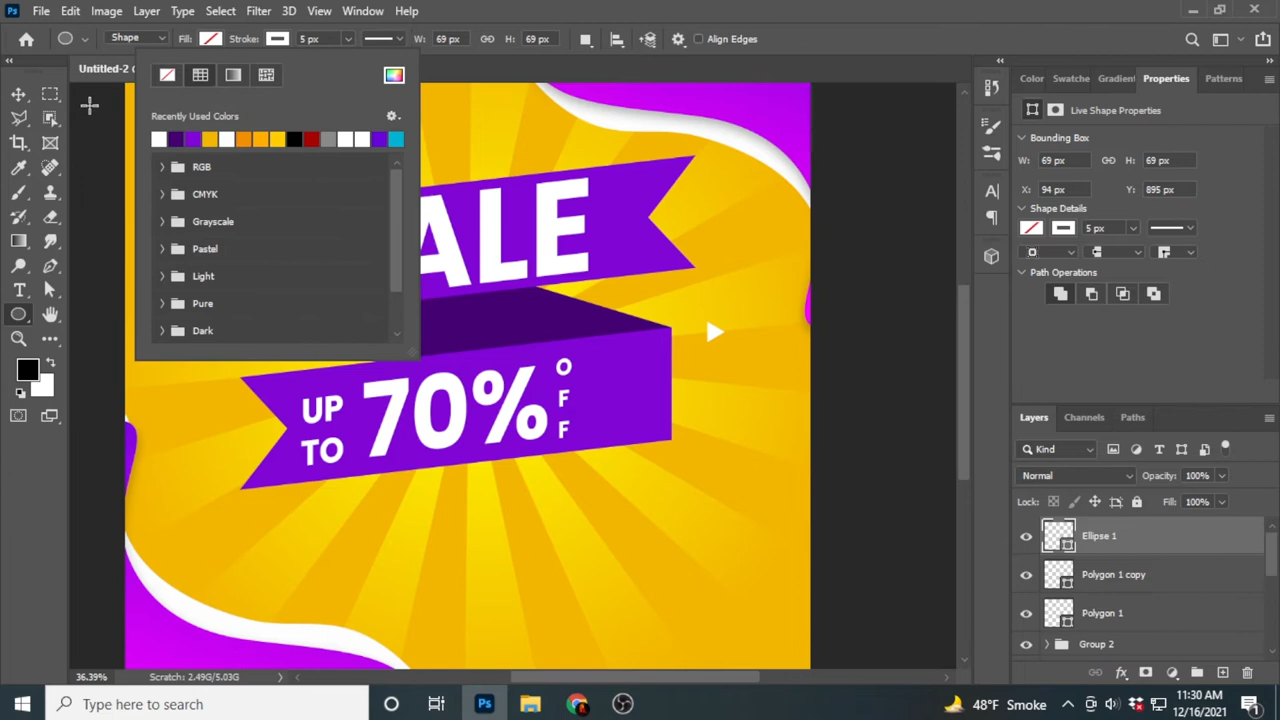 Ps File Edit Image Layer Type Select Filter 3D View Window Help
Shape Fill: Stroke: 5 px W: 69 px H: 69 px Align Edges
Untitled-2
Recently Used Colors
RGB
CMYK
Grayscale
Pastel
Light
Pure
Dark
ALE
UP TO 70% OFF
Color Swatche Gradient Properties Patterns
Live Shape Properties
Bounding Box
W: 69 px H: 69 px
X: 94 px Y: 895 px
Shape Details
5 px
Path Operations
Layers Channels Paths
Kind
Normal Opacity: 100%
Lock: Fill: 100%
Ellipse 1
Polygon 1 copy
Polygon 1
Group 2
36.39% Scratch: 2.49G/5.03G
Type here to search
Ps
48°F Smoke
11:30 AM
12/16/2021
1